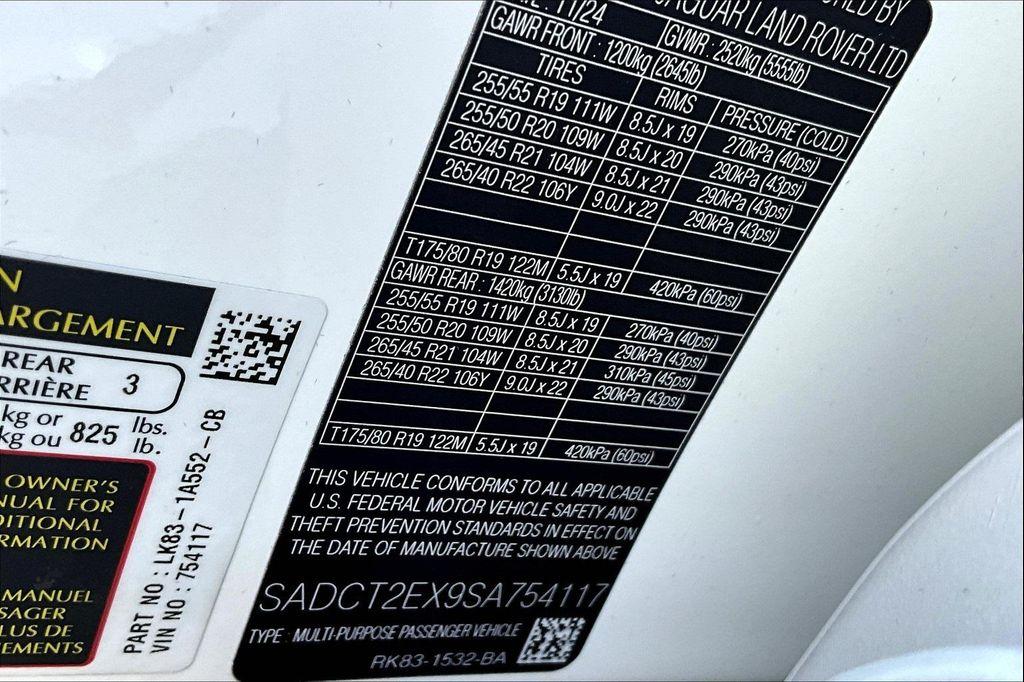 BY
JAGUAR LAND ROVER LTD
11/24
GVWR : 2520kg (5555lb)
GAWR FRONT : 1200kg (2645lb)
TIRES RIMS PRESSURE (COLD)
255/55 R19 111W 8.5J x 19 270kPa (40psi)
255/50 R20 109W 8.5J x 20 290kPa (43psi)
265/45 R21 104W 8.5J x 21 290kPa (43psi)
265/40 R22 106Y 9.0J x 22 290kPa (43psi)
T175/80 R19 122M 5.5J x 19 420kPa (60psi)
GAWR REAR : 1420kg (3130lb)
255/55 R19 111W 8.5J x 19 270kPa (40psi)
255/50 R20 109W 8.5J x 20 290kPa (43psi)
265/45 R21 104W 8.5J x 21 310kPa (45psi)
265/40 R22 106Y 9.0J x 22 290kPa (43psi)
T175/80 R19 122M 5.5J x 19 420kPa (60psi)
THIS VEHICLE CONFORMS TO ALL APPLICABLE
U.S. FEDERAL MOTOR VEHICLE SAFETY AND
THEFT PREVENTION STANDARDS IN EFFECT ON
THE DATE OF MANUFACTURE SHOWN ABOVE
SADCT2EX9SA754117
TYPE : MULTI-PURPOSE PASSENGER VEHICLE
RK83-1532-BA
N
ARGEMENT
REAR
RRIÈRE 3
kg or
kg ou 825 lbs.
lb.
OWNER'S
NUAL FOR
DITIONAL
RMATION
MANUEL
SAGER
LUS DE
EMENTS
PART NO : LK83-1A552-CB
VIN NO : 754117